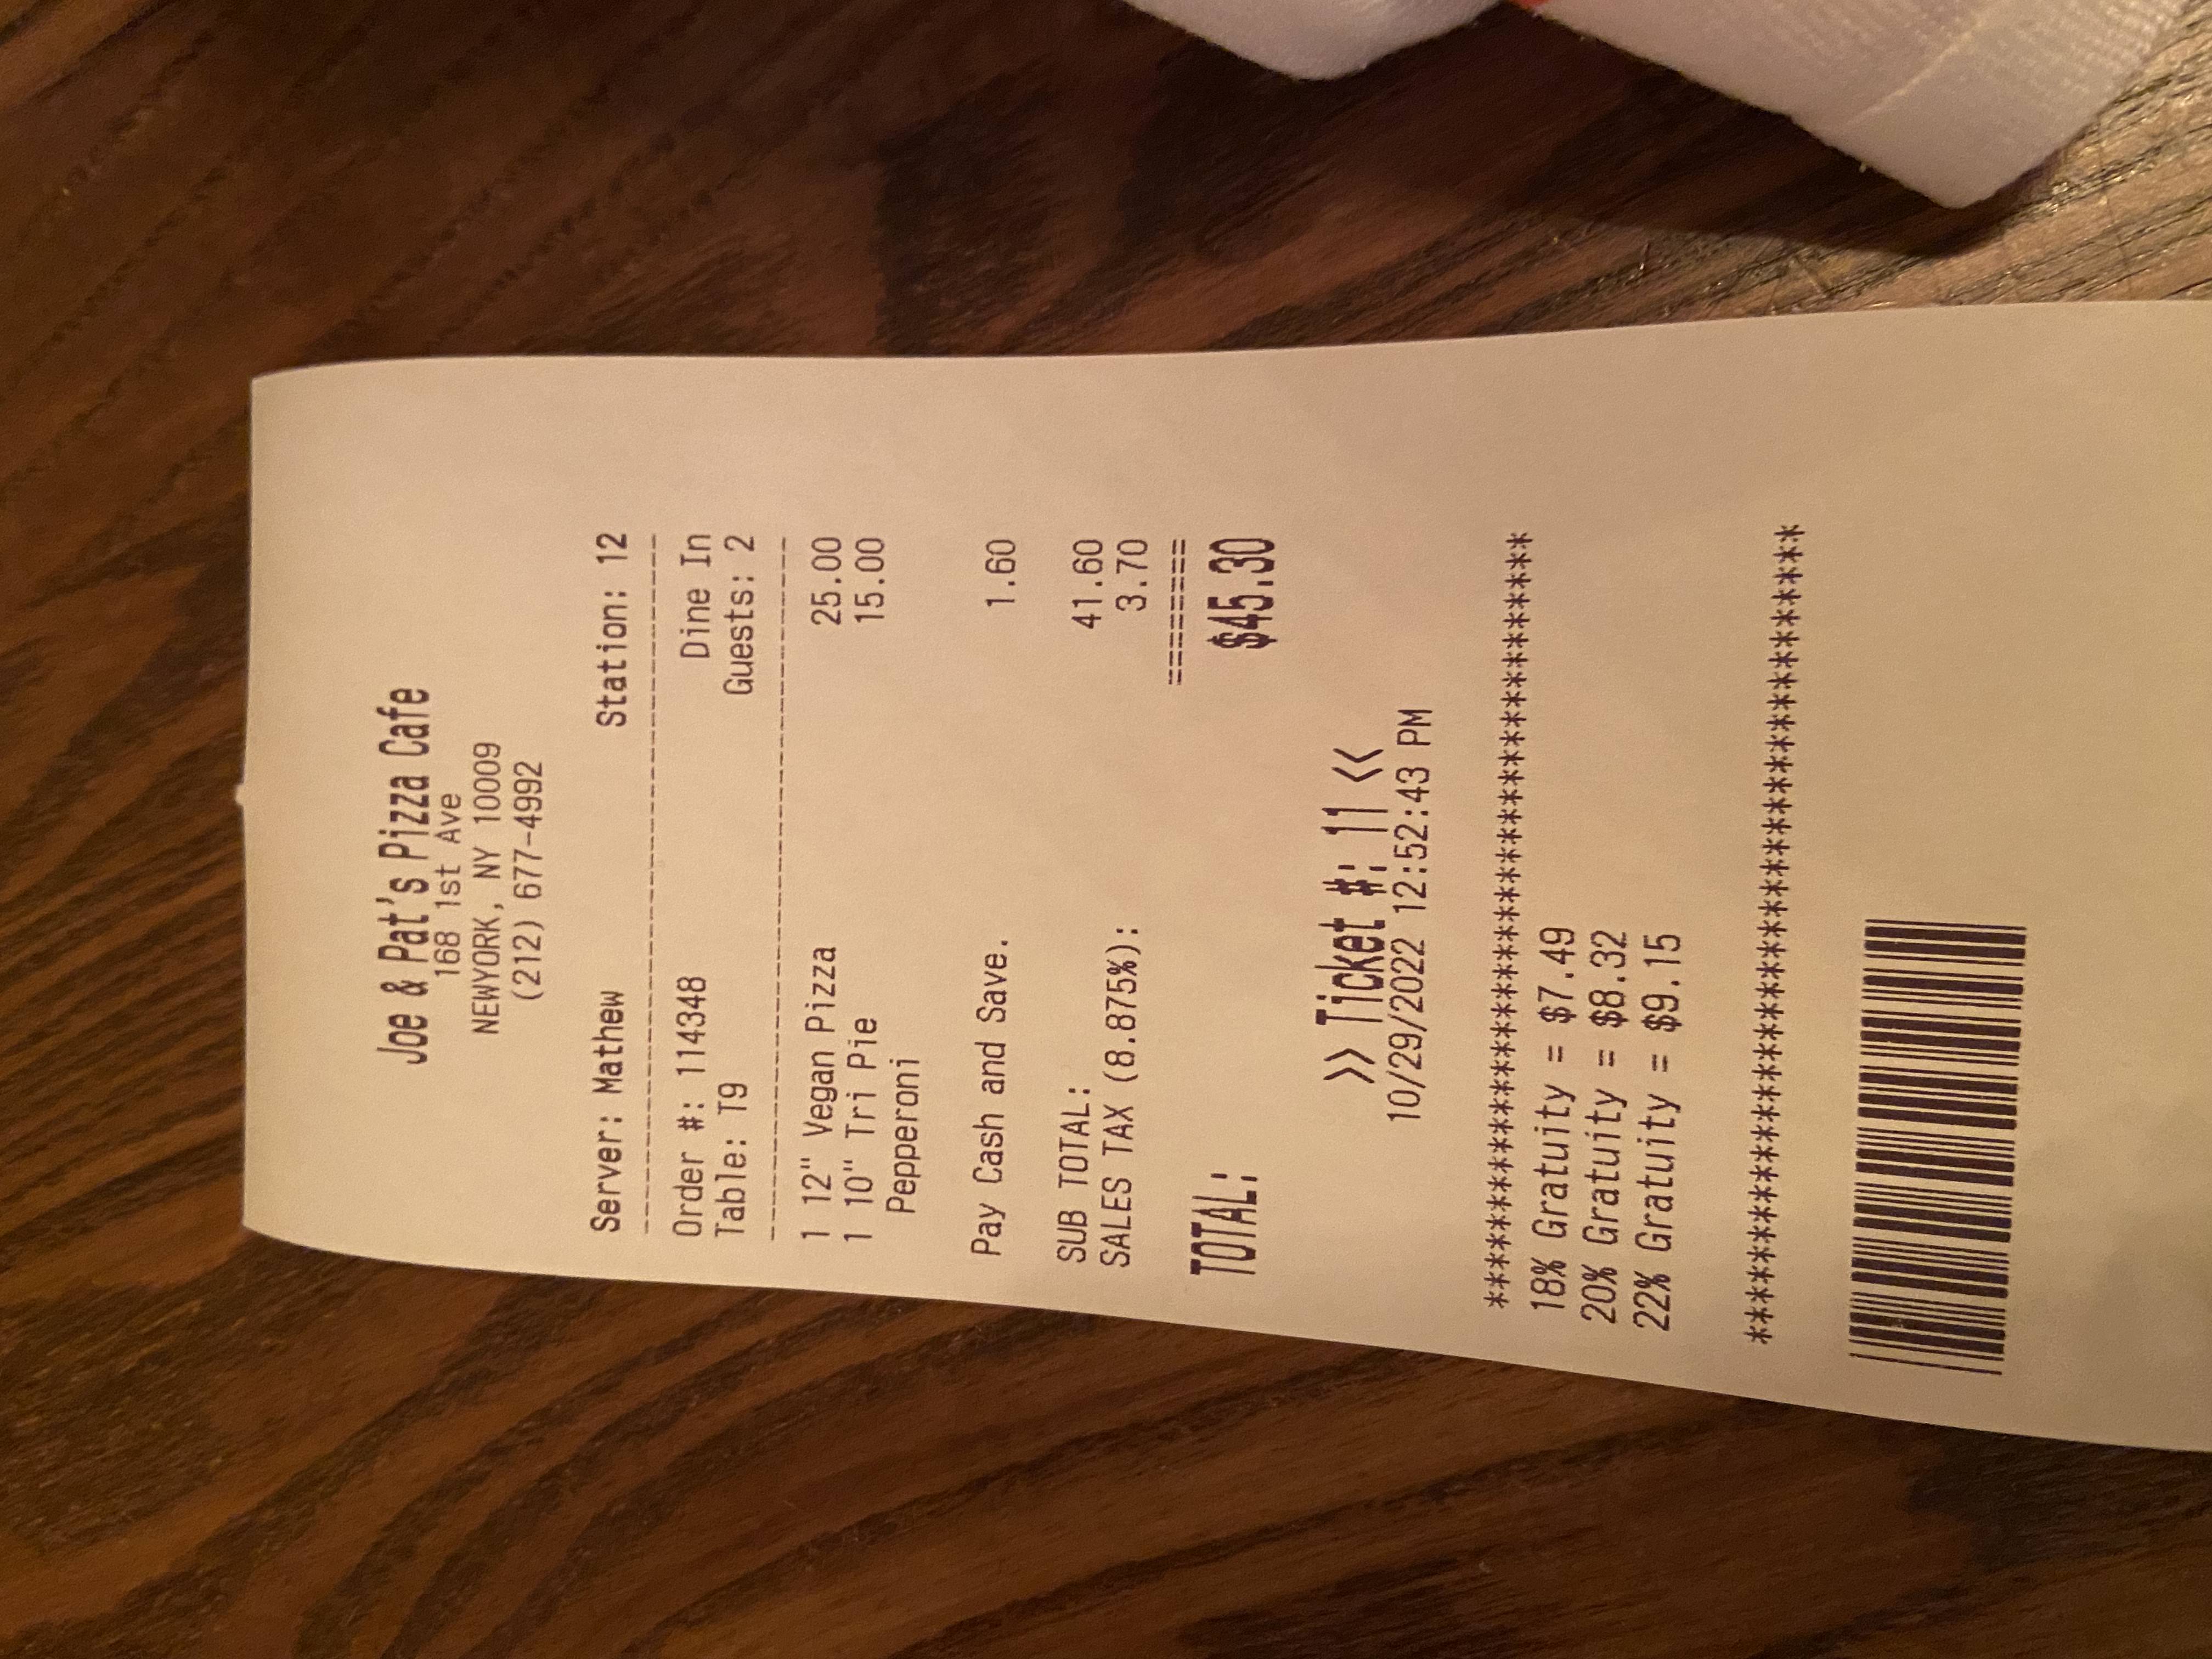 Joe & Pat's Pizza Cafe
168 1st Ave
NEWYORK, NY 10009
(212) 677-4992
Server: Mathew Station: 12
--------------------------------------
Order #: 114348 Dine In
Table: T9 Guests: 2
--------------------------------------
1 12" Vegan Pizza 25.00
1 10" Tri Pie 15.00
Pepperoni
Pay Cash and Save. 1.60
SUB TOTAL: 41.60
SALES TAX (8.875%): 3.70
========
TOTAL: $45.30
>> Ticket #: 11 <<
10/29/2022 12:52:43 PM
****************************************
18% Gratuity = $7.49
20% Gratuity = $8.32
22% Gratuity = $9.15
****************************************